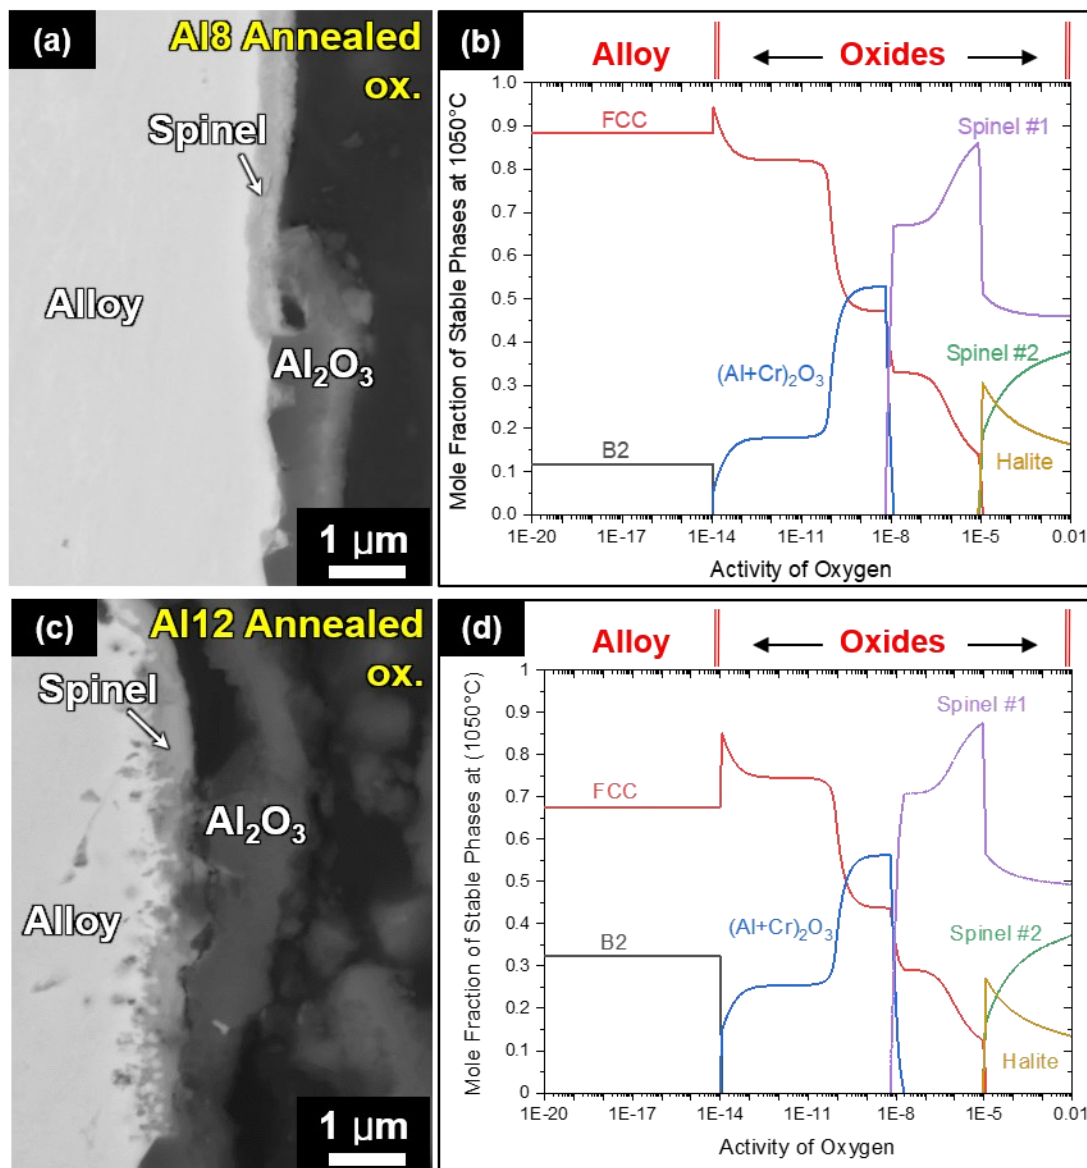 (a)
Al8 Annealed
ox.
Spinel
Alloy
Al2O3
1 µm
(b)
Alloy
Oxides
Mole Fraction of Stable Phases at 1050°C
1.0
0.9
0.8
0.7
0.6
0.5
0.4
0.3
0.2
0.1
0.0
FCC
Spinel #1
(Al+Cr)2O3
Spinel #2
B2
Halite
1E-20 1E-17 1E-14 1E-11 1E-8 1E-5 0.01
Activity of Oxygen
(c)
Al12 Annealed
ox.
Spinel
Al2O3
Alloy
1 µm
(d)
Alloy
Oxides
Mole Fraction of Stable Phases at (1050°C)
1
0.9
0.8
0.7
0.6
0.5
0.4
0.3
0.2
0.1
0
Spinel #1
FCC
(Al+Cr)2O3
Spinel #2
B2
Halite
1E-20 1E-17 1E-14 1E-11 1E-8 1E-5 0.01
Activity of Oxygen